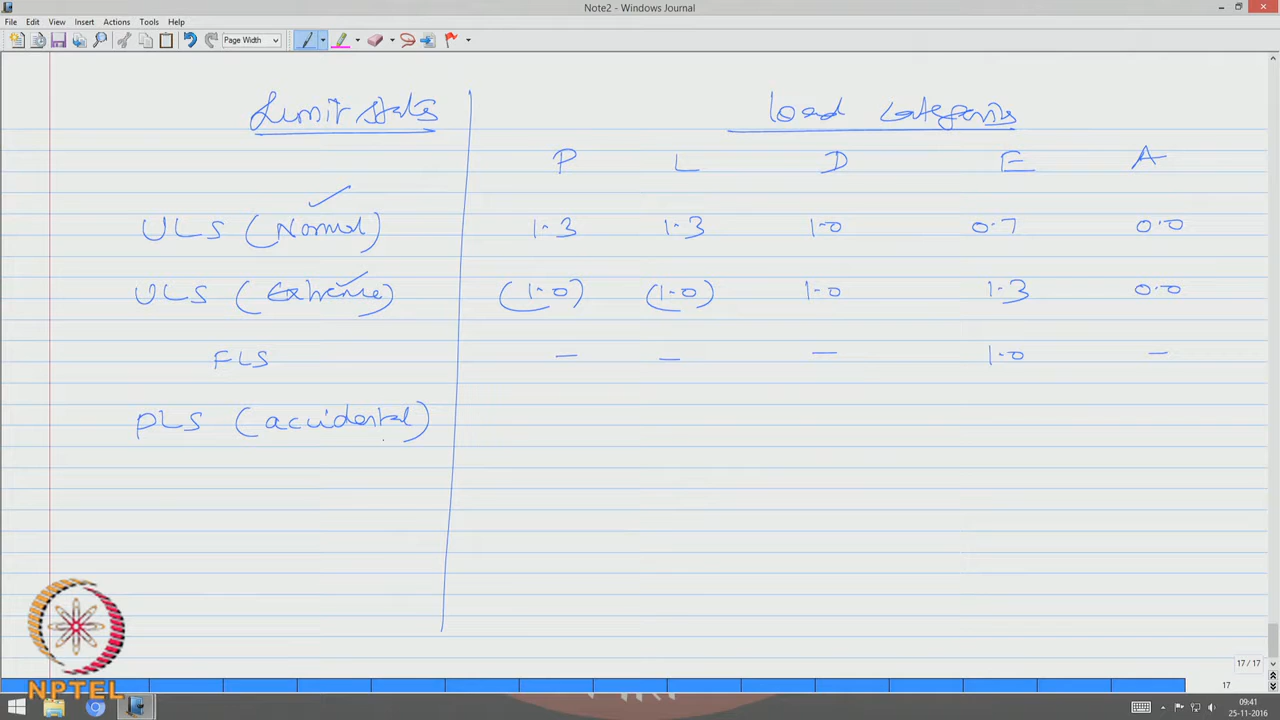 Note2 - Windows Journal
File Edit View Insert Actions Tools Help
Page Width
Limit states Load Categories
P L D E A
ULS (Normal) 1.3 1.3 1.0 0.7 0.0
ULS (Extreme) (1.0) (1.0) 1.0 1.3 0.0
FLS — — — 1.0 —
PLS (accidental)
17 / 17
17
NPTEL
09:41
25-11-2016